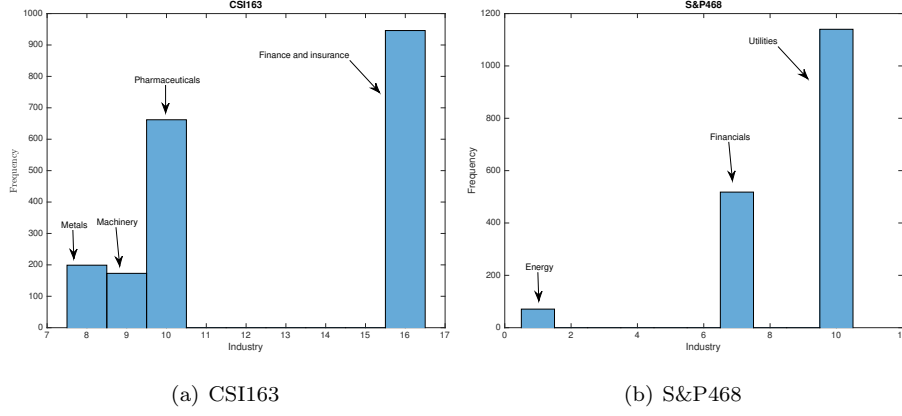 CSI163
1000
900
800
700
600
500
400
300
200
100
0
Frequency
Metals
Machinery
Pharmaceuticals
Finance and insurance
7 8 9 10 11 12 13 14 15 16 17
Industry
(a) CSI163
S&P468
1200
1000
800
600
400
200
0
Frequency
Energy
Financials
Utilities
0 2 4 6 8 10 12
Industry
(b) S&P468